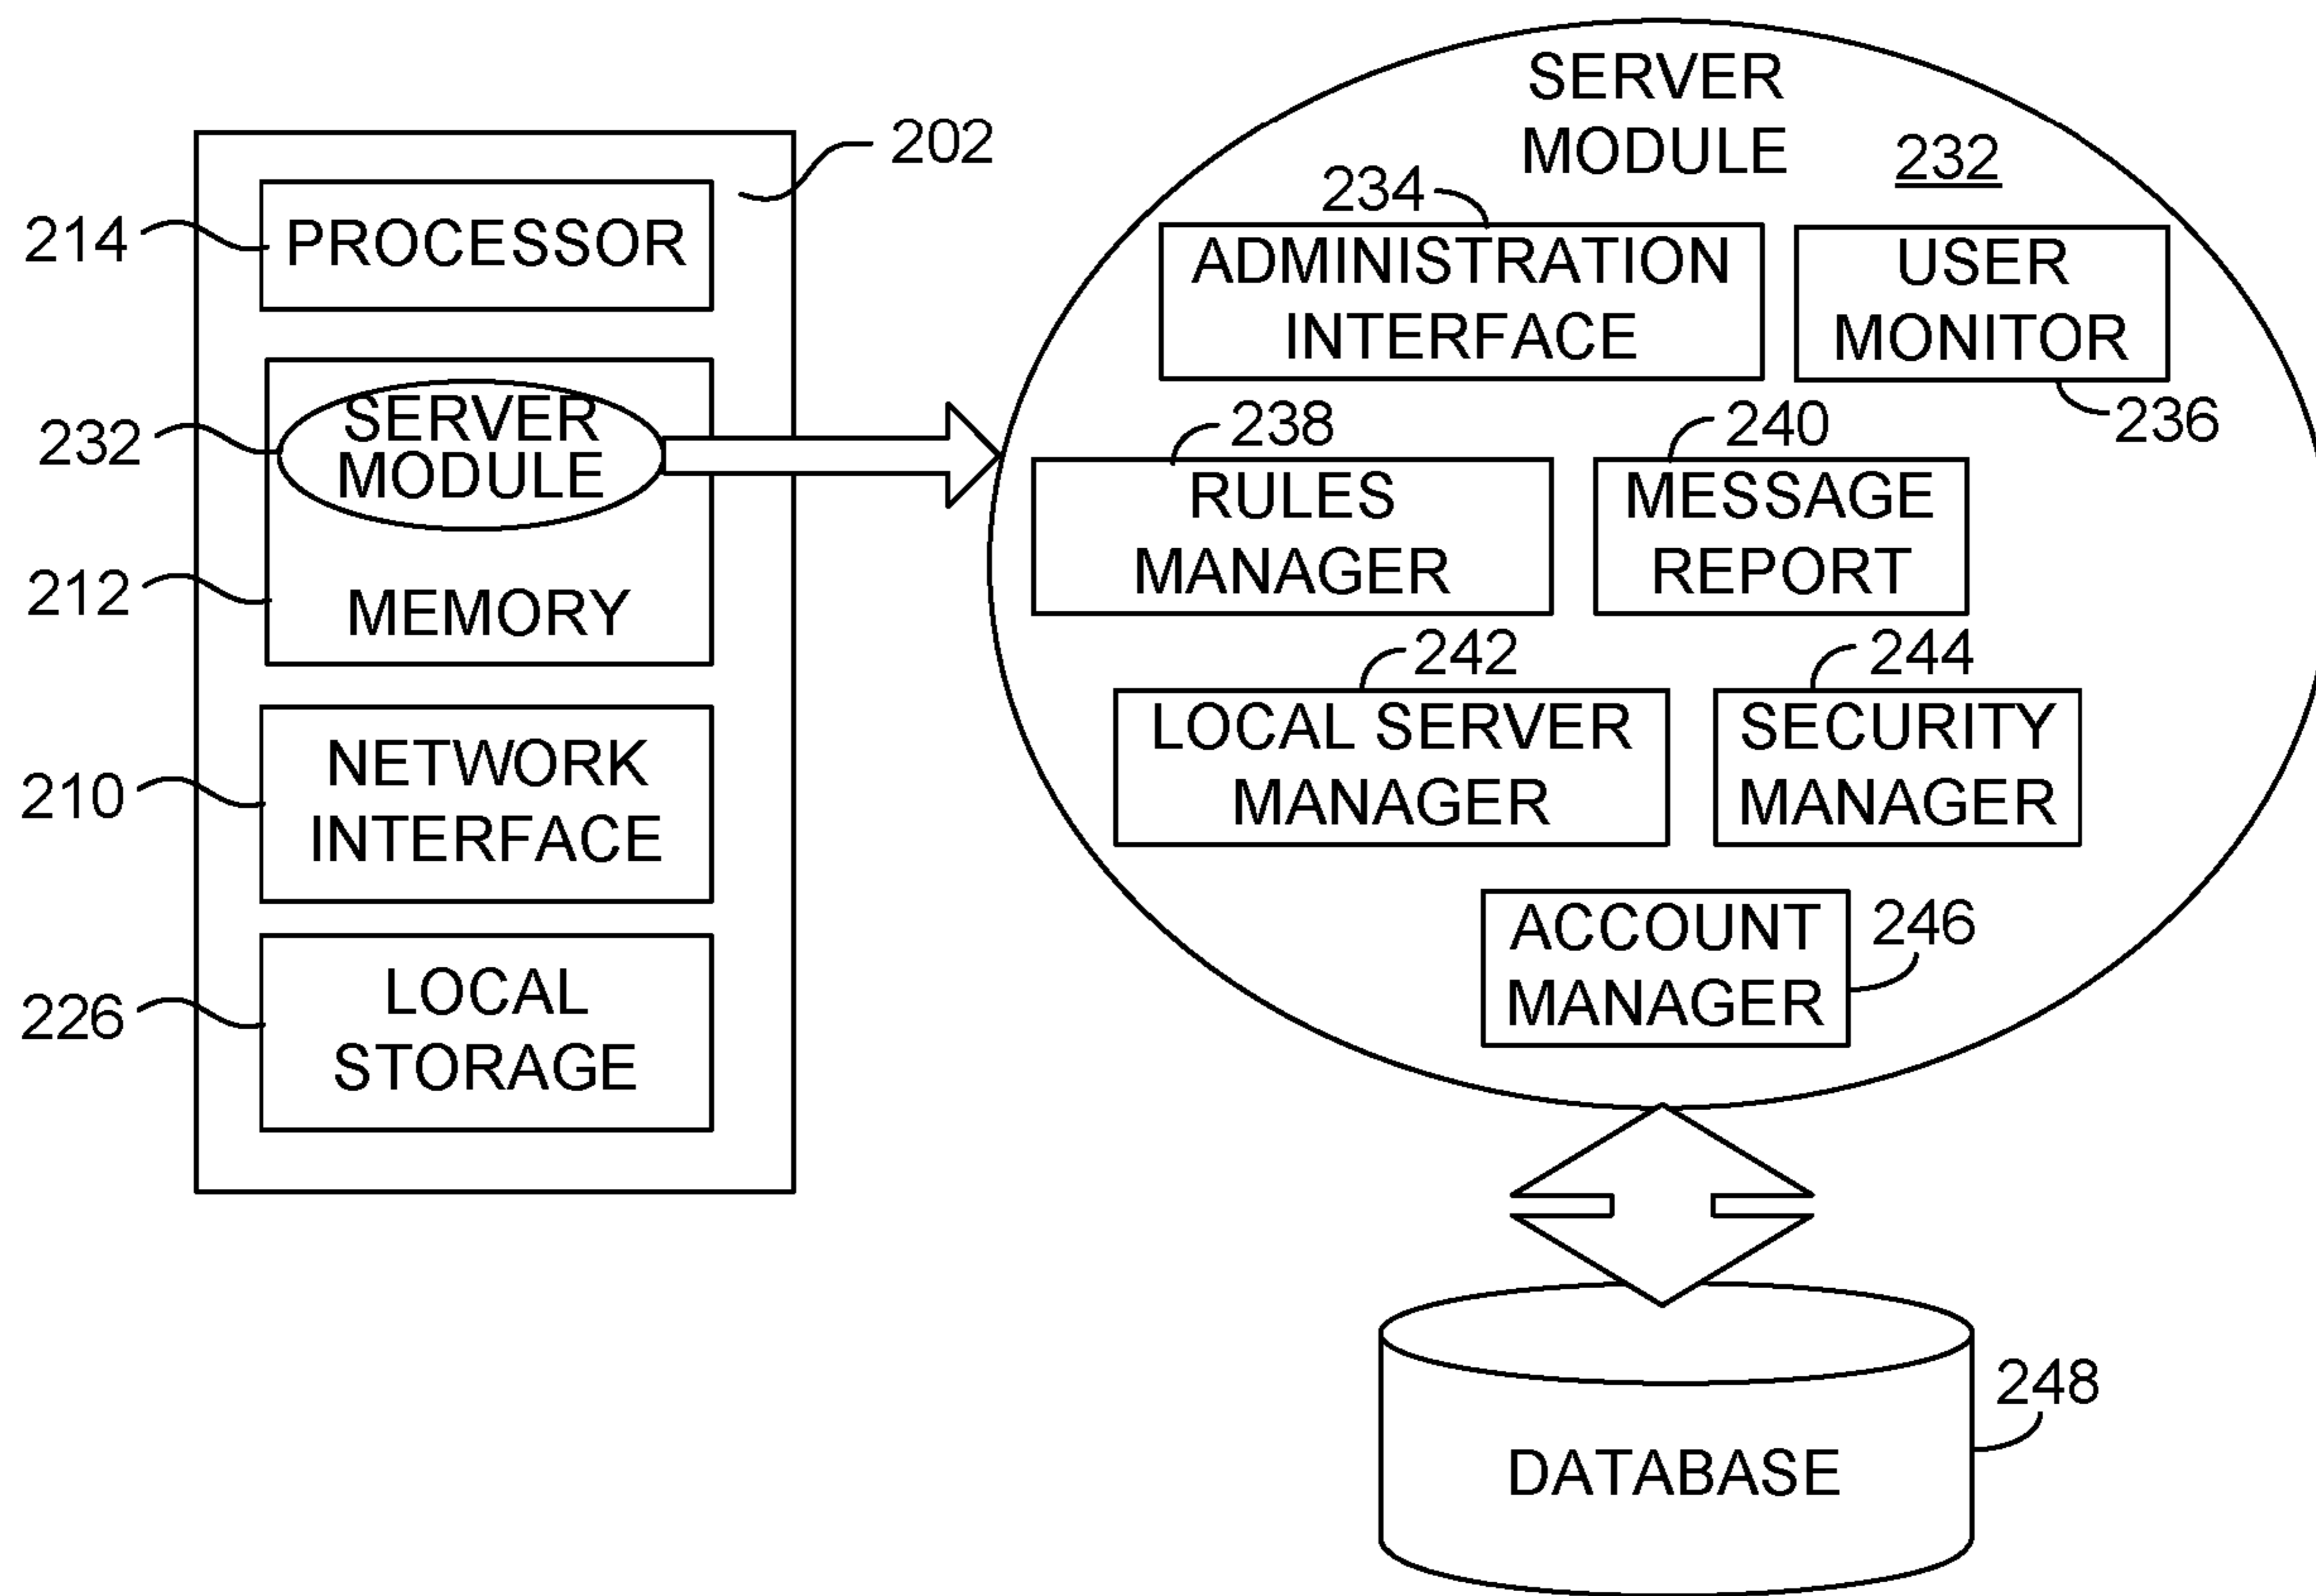 202
214
PROCESSOR
232
SERVER
MODULE
212
MEMORY
210
NETWORK
INTERFACE
226
LOCAL
STORAGE
SERVER
MODULE
232
234
ADMINISTRATION
INTERFACE
USER
MONITOR
236
238
RULES
MANAGER
240
MESSAGE
REPORT
242
LOCAL SERVER
MANAGER
244
SECURITY
MANAGER
ACCOUNT
MANAGER
246
248
DATABASE